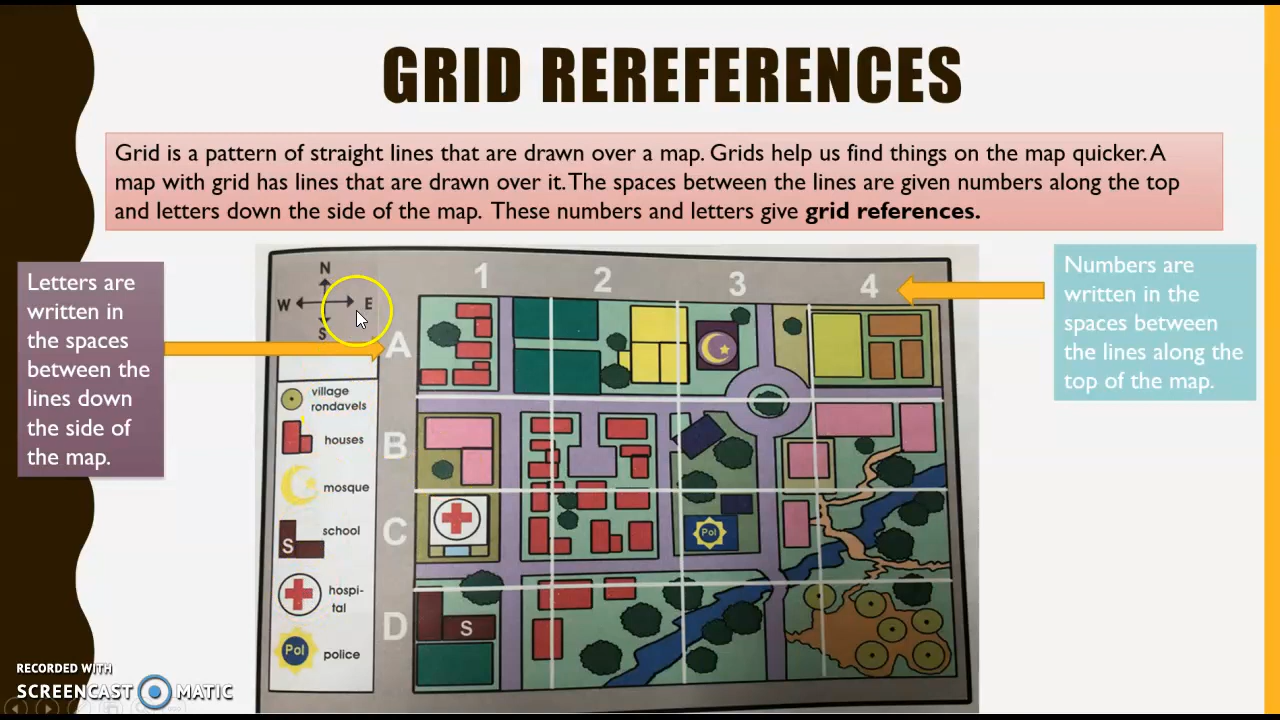 GRID REREFERENCES
Grid is a pattern of straight lines that are drawn over a map. Grids help us find things on the map quicker. A
map with grid has lines that are drawn over it. The spaces between the lines are given numbers along the top
and letters down the side of the map. These numbers and letters give grid references.
Letters are
written in
the spaces
between the
lines down
the side of
the map.
Numbers are
written in the
spaces between
the lines along the
top of the map.
N
W E
S
1 2 3 4
A
B
C
D
village
rondavels
houses
mosque
S school
hospi-
tal
Pol police
Pol
S
RECORDED WITH
SCREENCAST MATIC